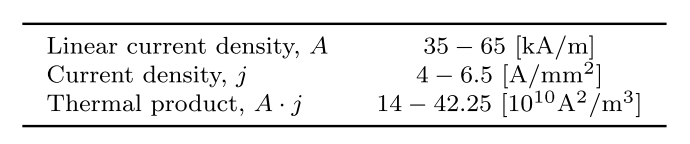 Linear current density, A 35 − 65 [kA/m]
Current density, j 4 − 6.5 [A/mm²]
Thermal product, A · j 14 − 42.25 [10¹⁰A²/m³]